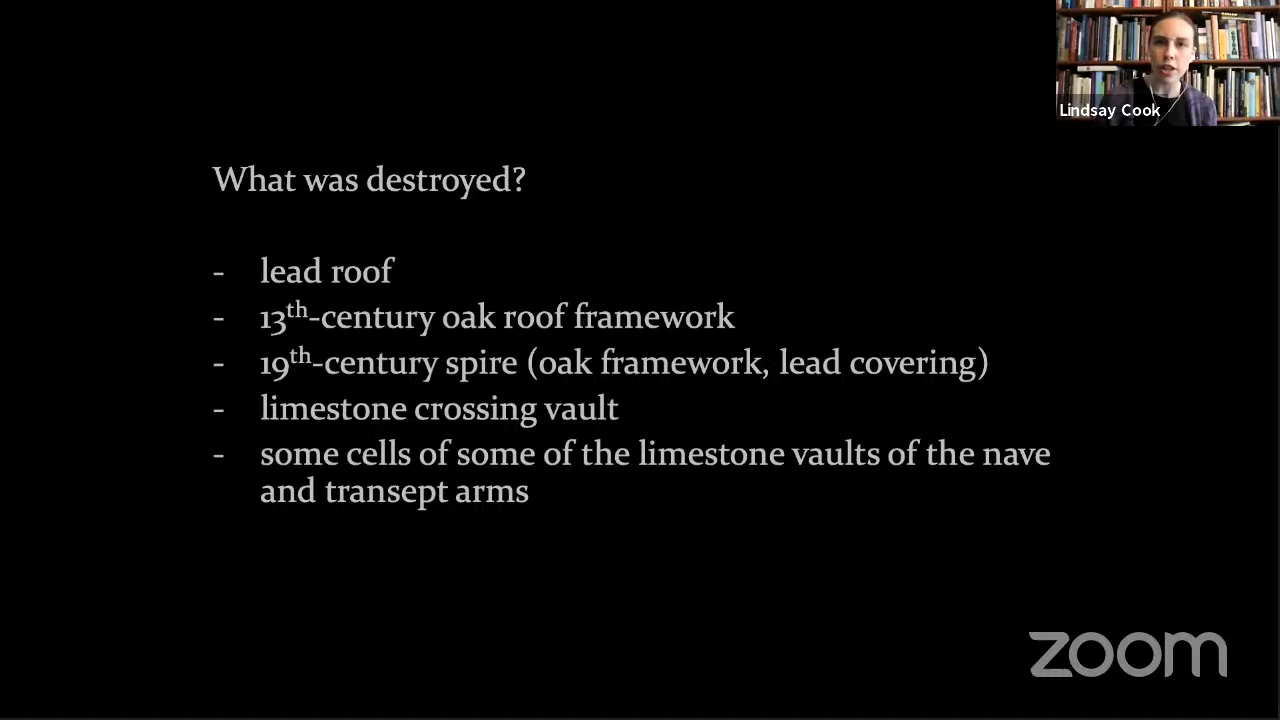 Lindsay Cook
What was destroyed?
- lead roof
- 13th-century oak roof framework
- 19th-century spire (oak framework, lead covering)
- limestone crossing vault
- some cells of some of the limestone vaults of the nave
and transept arms
zoom